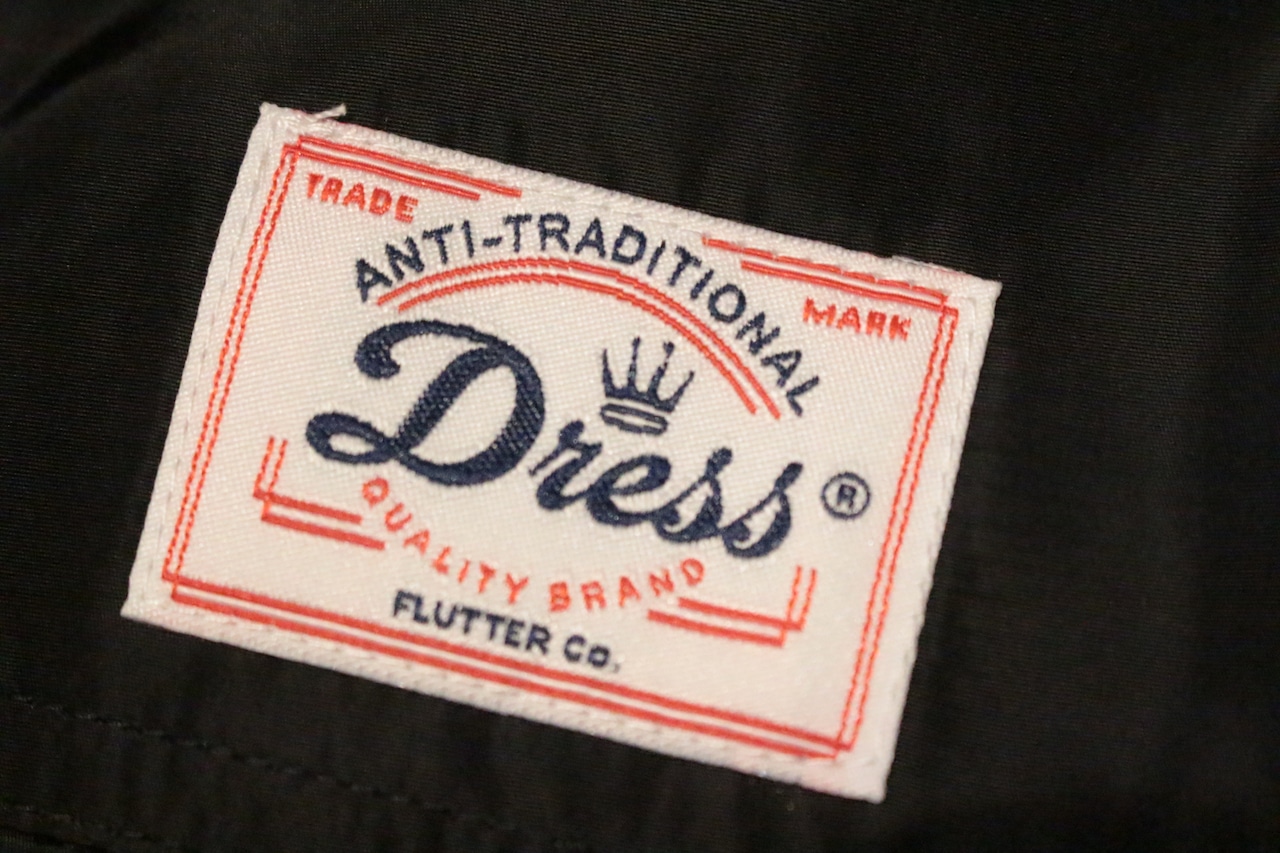 TRADE MARK
ANTI-TRADITIONAL
Dress®
QUALITY BRAND
FLUTTER Co.